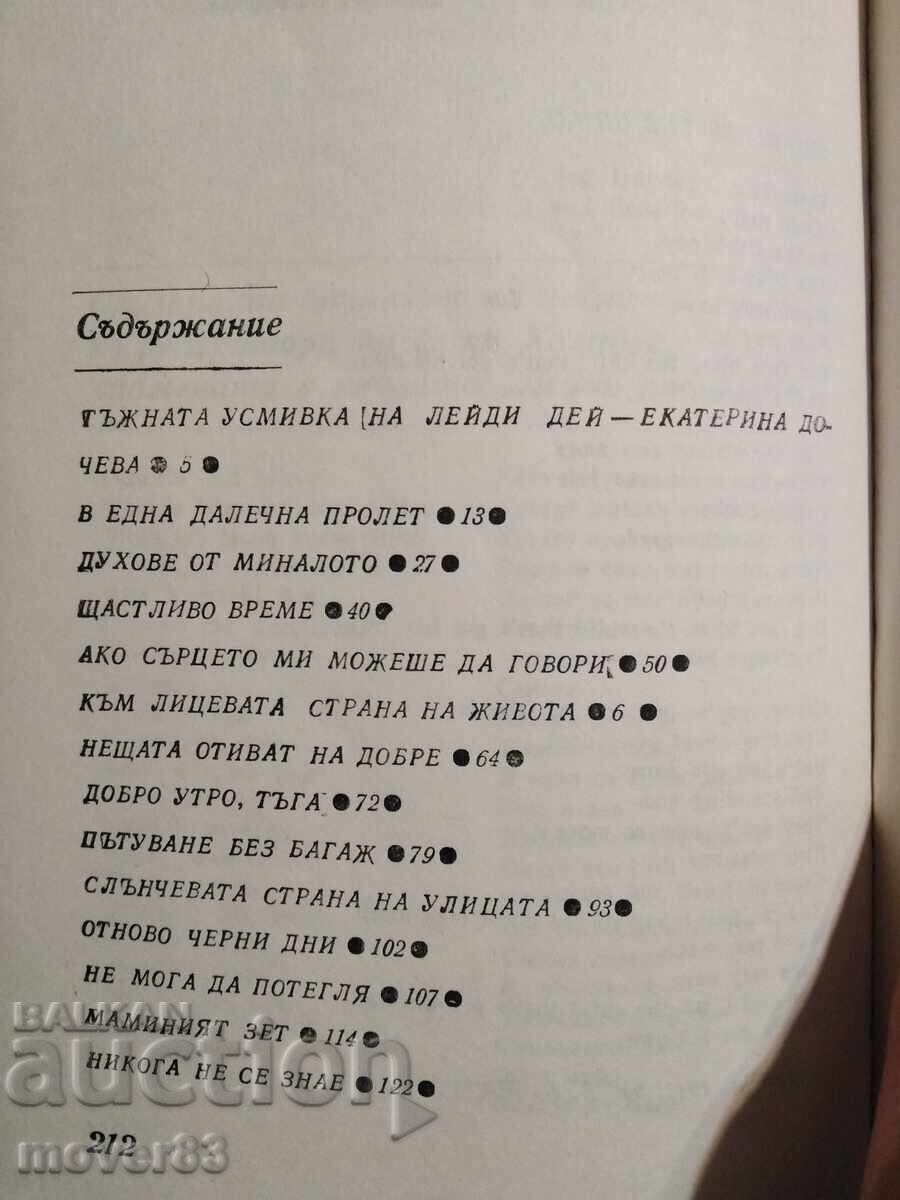 Съдържание
ТЪЖНАТА УСМИВКА [НА ЛЕЙДИ ДЕЙ — ЕКАТЕРИНА ДО-
ЧЕВА ● 5 ●
В ЕДНА ДАЛЕЧНА ПРОЛЕТ ● 13 ●
ДУХОВЕ ОТ МИНАЛОТО ● 27 ●
ЩАСТЛИВО ВРЕМЕ ● 40 ●
АКО СЪРЦЕТО МИ МОЖЕШЕ ДА ГОВОРИ ● 50 ●
КЪМ ЛИЦЕВАТА СТРАНА НА ЖИВОТА ● 6 ●
НЕЩАТА ОТИВАТ НА ДОБРЕ ● 64 ●
ДОБРО УТРО, ТЪГА ● 72 ●
ПЪТУВАНЕ БЕЗ БАГАЖ ● 79 ●
СЛЪНЧЕВАТА СТРАНА НА УЛИЦАТА ● 93 ●
ОТНОВО ЧЕРНИ ДНИ ● 102 ●
НЕ МОГА ДА ПОТЕГЛЯ ● 107 ●
МАМИНИЯТ ЗЕТ ● 114 ●
НИКОГА НЕ СЕ ЗНАЕ ● 122 ●
212
BALKAN
auction
mover83